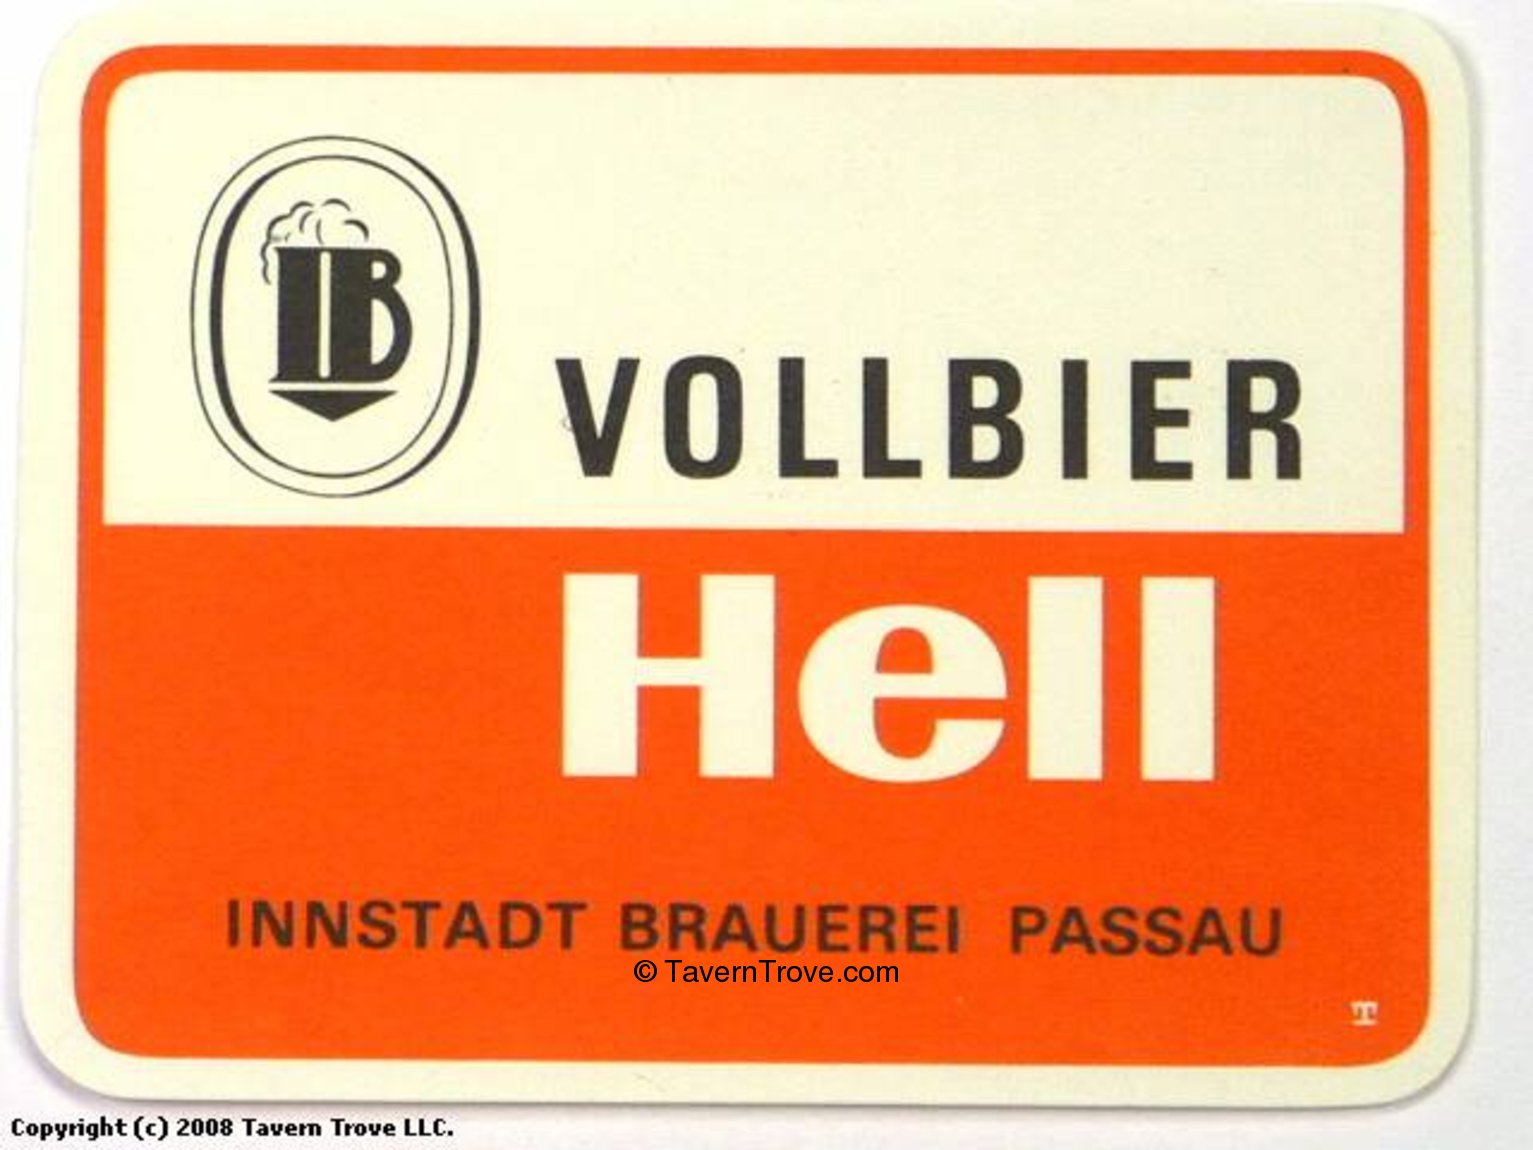 IB
VOLLBIER
Hell
INNSTADT BRAUEREI PASSAU
© TavernTrove.com
T
Copyright (c) 2008 Tavern Trove LLC.